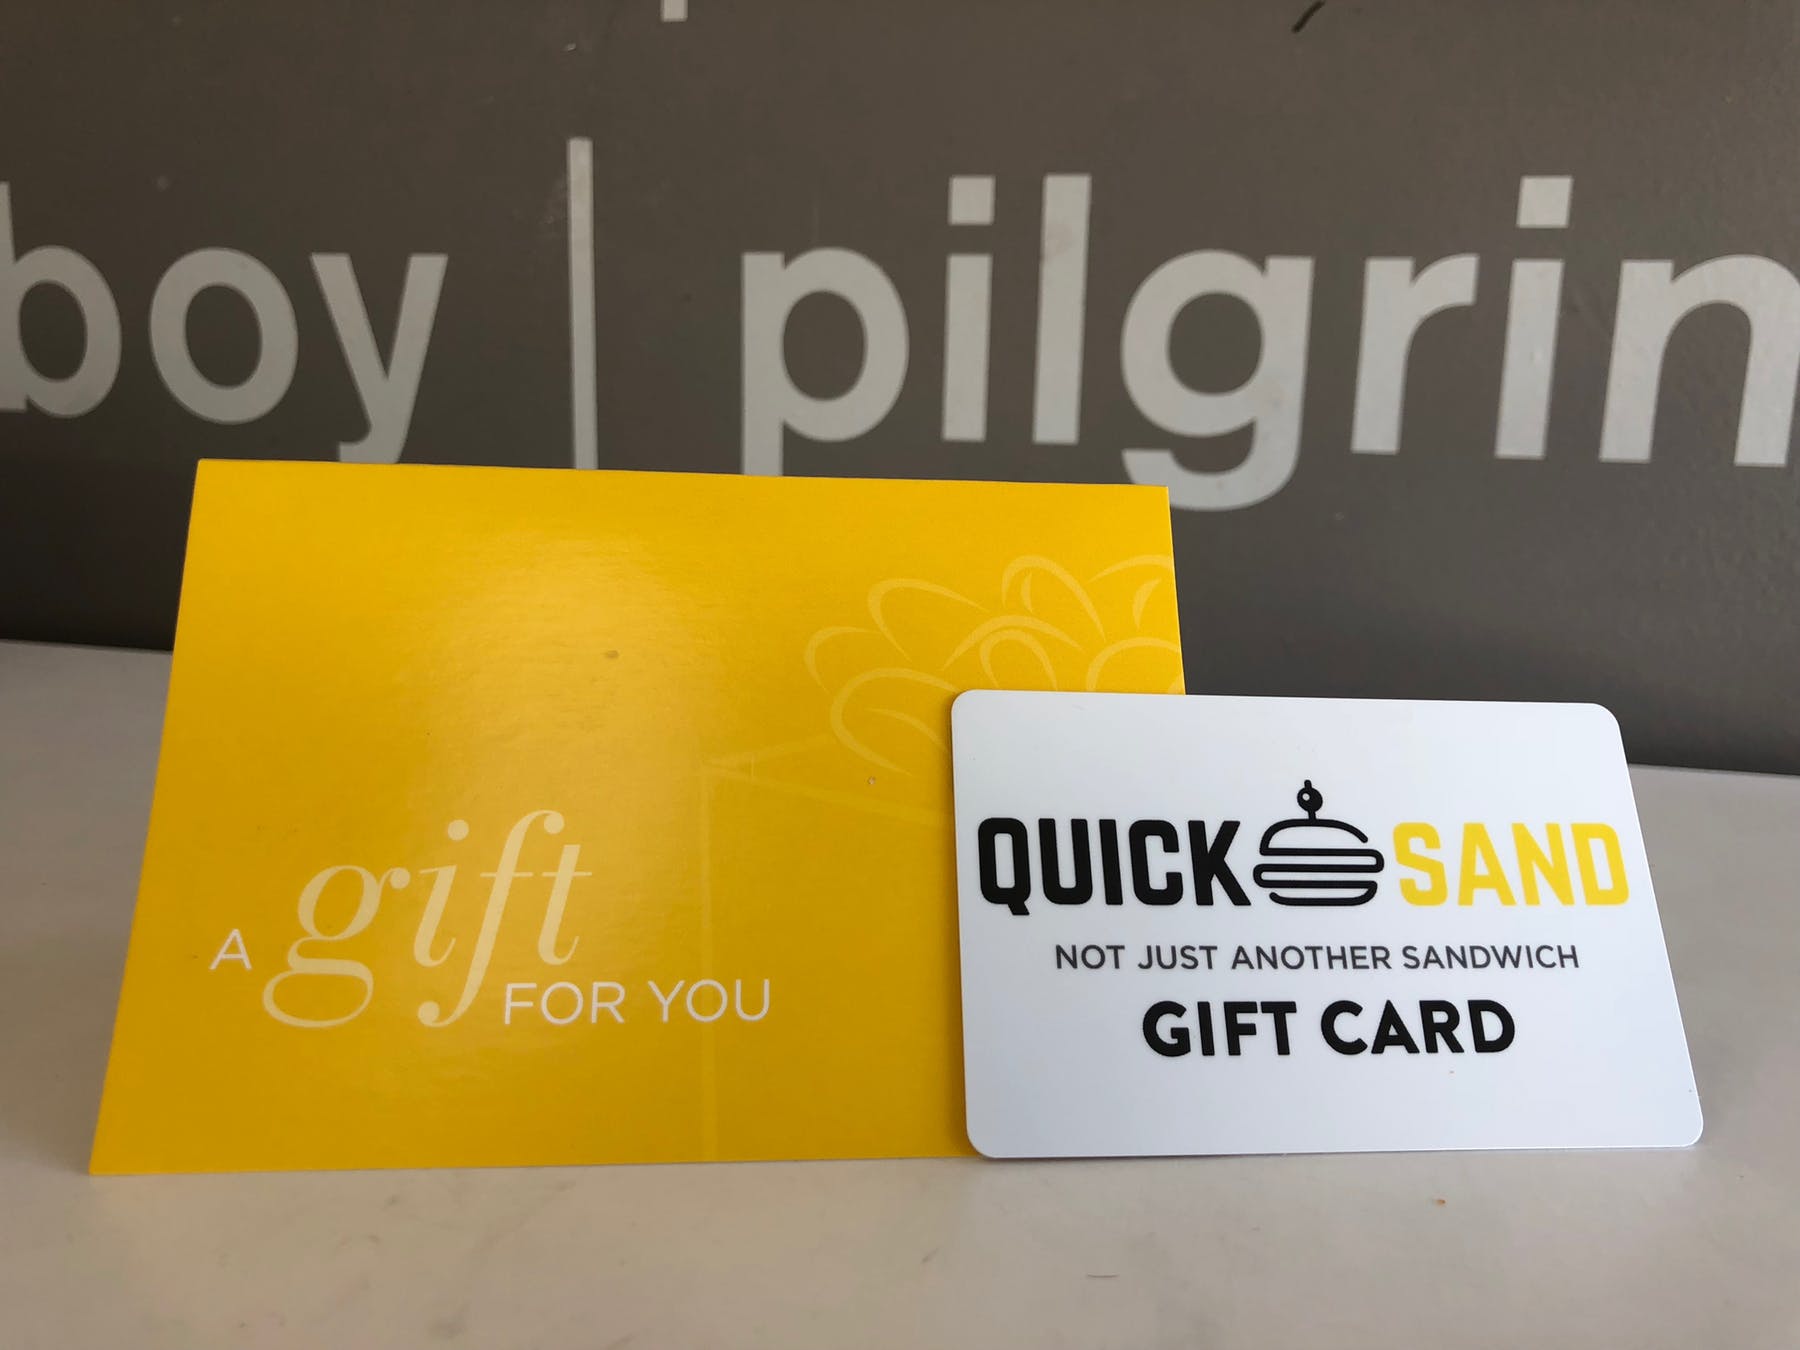 boy | pilgrim
A gift
FOR YOU
QUICK SAND
NOT JUST ANOTHER SANDWICH
GIFT CARD